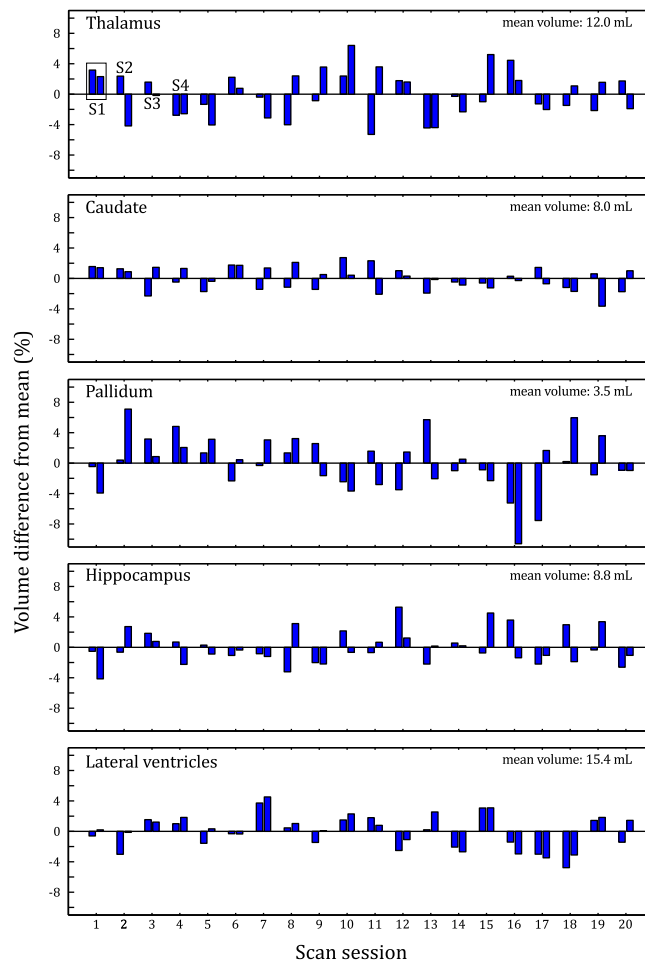 Thalamus
mean volume: 12.0 mL
8
4
0
-4
-8
S1
S2
S3
S4
Caudate
mean volume: 8.0 mL
8
4
0
-4
-8
Pallidum
mean volume: 3.5 mL
8
4
0
-4
-8
Hippocampus
mean volume: 8.8 mL
8
4
0
-4
-8
Lateral ventricles
mean volume: 15.4 mL
8
4
0
-4
-8
1 2 3 4 5 6 7 8 9 10 11 12 13 14 15 16 17 18 19 20
Scan session
Volume difference from mean (%)